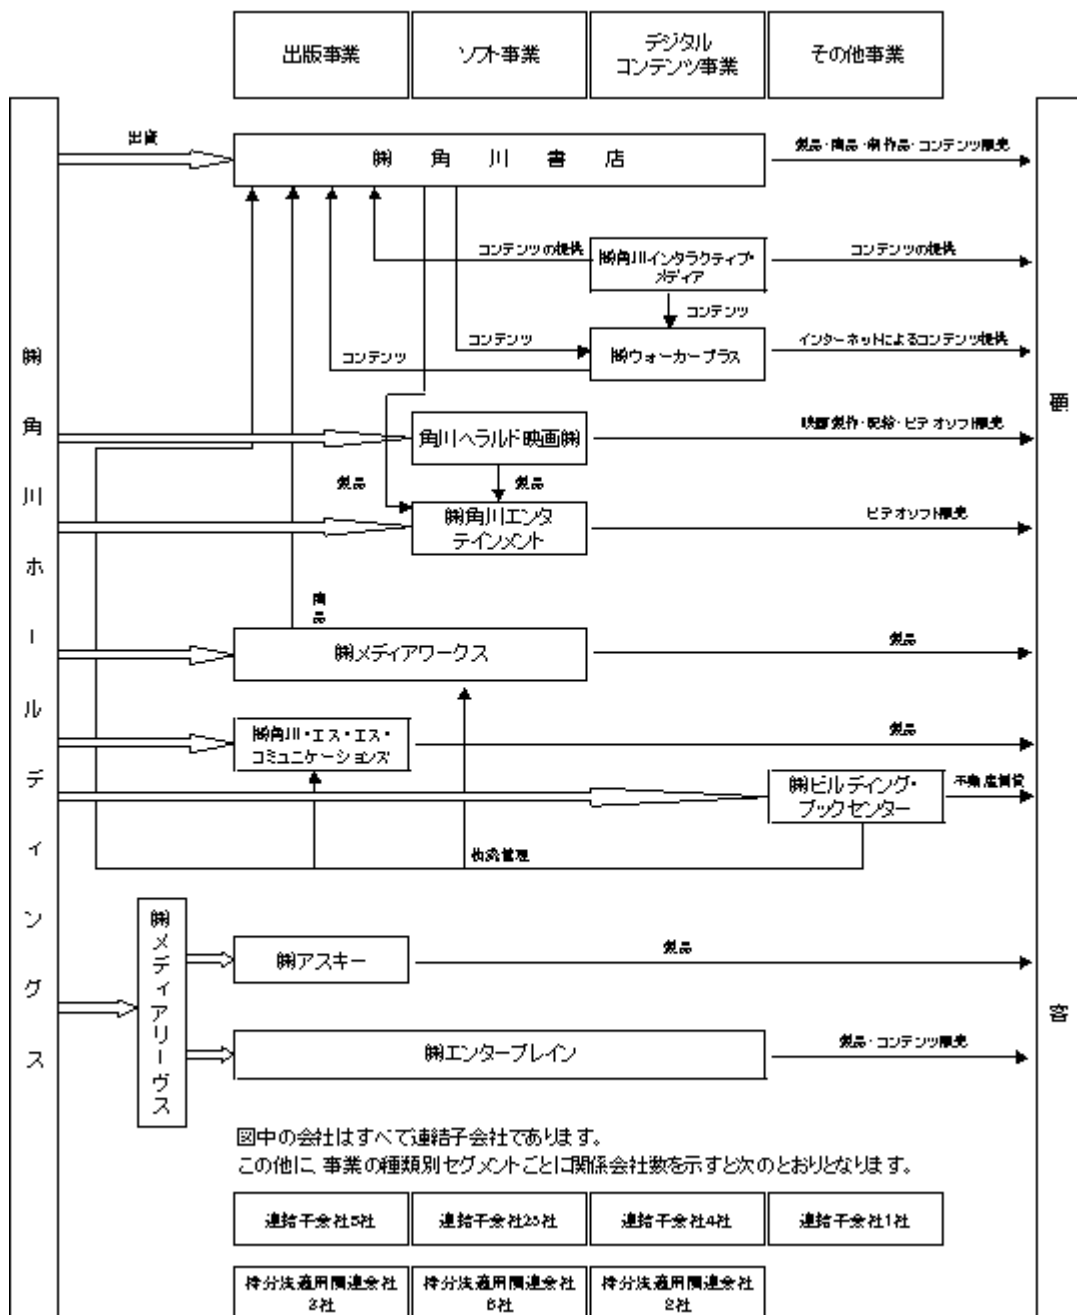 出版事業
ソフト事業
デジタル
コンテンツ事業
その他事業
㈱角川ホールディングス
顧客
出資
㈱角川書店
製品・商品・制作品・コンテンツ販売
コンテンツの提供
㈱角川インタラクティブ・
メディア
コンテンツの提供
コンテンツ
コンテンツ
コンテンツ
㈱ウォーカープラス
インターネットによるコンテンツ提供
角川ヘラルド映画㈱
映画製作・配給・ビデオソフト販売
製品
製品
㈱角川エンタ
テインメント
ビデオソフト販売
商
品
㈱メディアワークス
製品
㈱角川・エス・エス・
コミュニケーションズ
製品
㈱ビルディング・
ブックセンター
不動産賃貸
物流管理
㈱メディアリーヴス
㈱アスキー
製品
㈱エンターブレイン
製品・コンテンツ販売
図中の会社はすべて連結子会社であります。
この他に、事業の種類別セグメントごとに関係会社数を示すと次のとおりとなります。
連結子会社5社
連結子会社25社
連結子会社4社
連結子会社1社
持分法適用関連会社
持分法適用関連会社
6社
持分法適用関連会社
2社